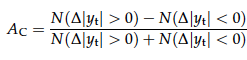 A_C = \frac{N(\Delta|y_t| > 0) - N(\Delta|y_t| < 0)}{N(\Delta|y_t| > 0) + N(\Delta|y_t| < 0)}